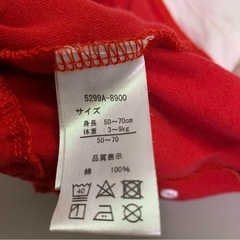 5299A-8900
サイズ
身長 : 50～70cm
体重 : 3～9kg
50－70
品質表示
綿 100%
40